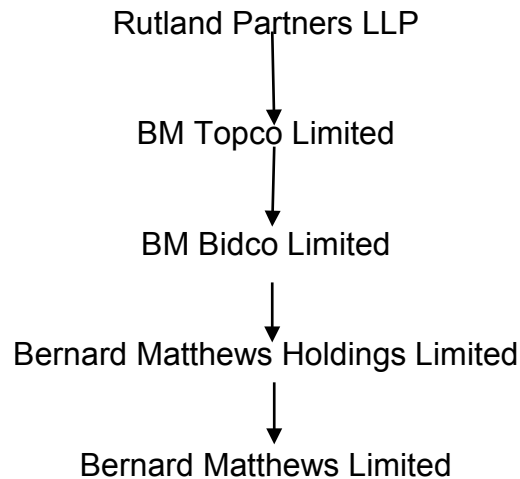 Rutland Partners LLP
BM Topco Limited
BM Bidco Limited
Bernard Matthews Holdings Limited
Bernard Matthews Limited